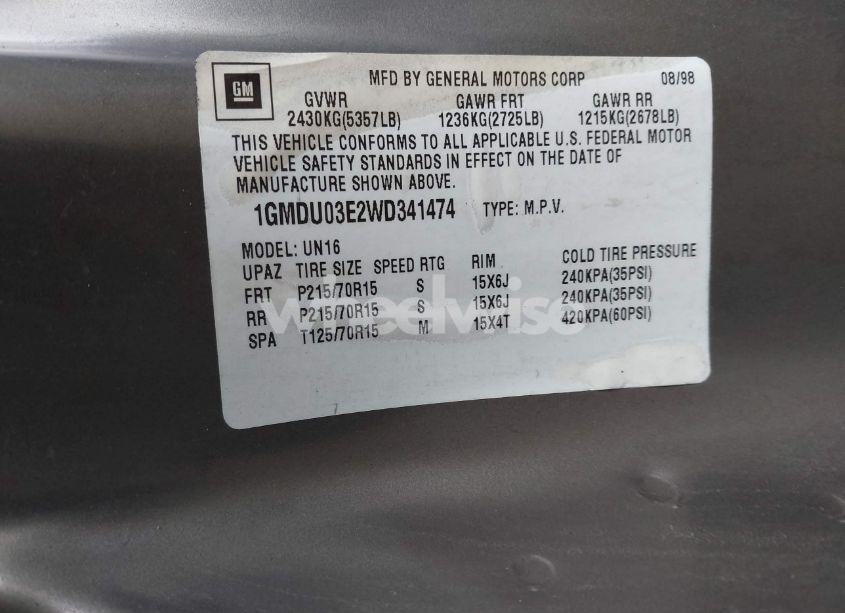 GM
MFD BY GENERAL MOTORS CORP 08/98
GVWR GAWR FRT GAWR RR
2430KG(5357LB) 1236KG(2725LB) 1215KG(2678LB)
THIS VEHICLE CONFORMS TO ALL APPLICABLE U.S. FEDERAL MOTOR
VEHICLE SAFETY STANDARDS IN EFFECT ON THE DATE OF
MANUFACTURE SHOWN ABOVE.
1GMDU03E2WD341474 TYPE: M.P.V.
MODEL: UN16
UPAZ TIRE SIZE SPEED RTG RIM COLD TIRE PRESSURE
FRT P215/70R15 S 15X6J 240KPA(35PSI)
RR P215/70R15 S 15X6J 240KPA(35PSI)
SPA T125/70R15 M 15X4T 420KPA(60PSI)
wheelwise